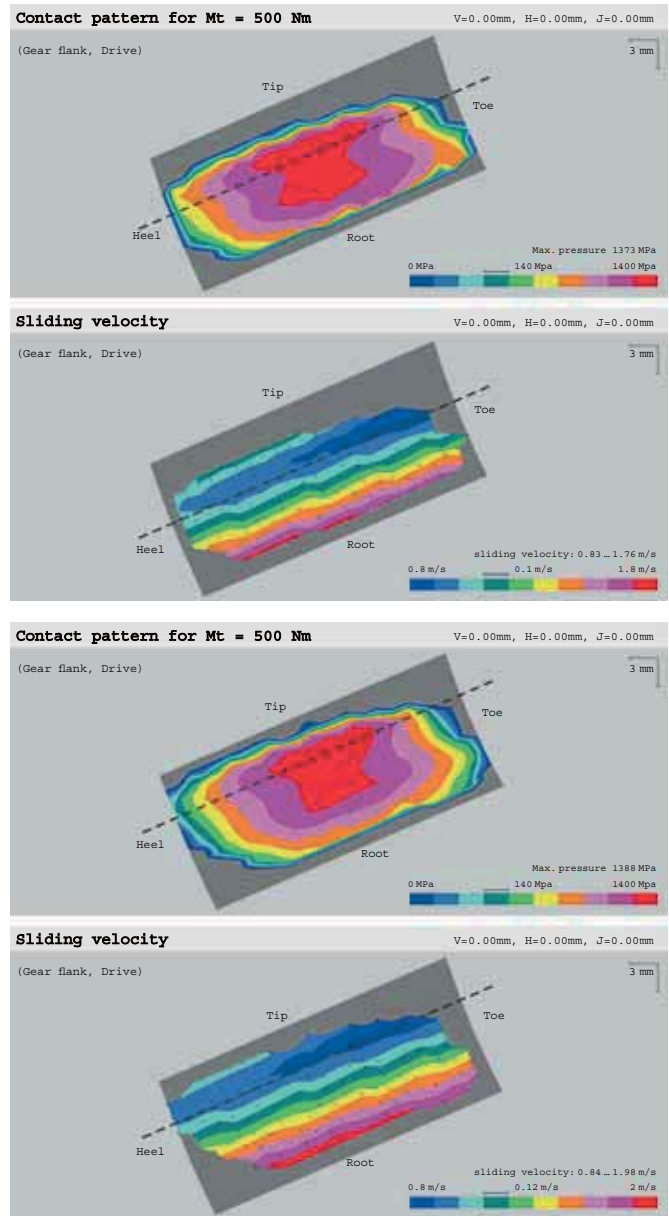 Contact pattern for Mt = 500 Nm V=0.00mm, H=0.00mm, J=0.00mm
(Gear flank, Drive) 3 mm
Tip
Toe
Heel Root
Max. pressure 1373 MPa
0 MPa 140 Mpa 1400 Mpa
Sliding velocity V=0.00mm, H=0.00mm, J=0.00mm
(Gear flank, Drive) 3 mm
Tip
Toe
Heel Root
sliding velocity: 0.83 … 1.76 m/s
0.8 m/s 0.1 m/s 1.8 m/s
Contact pattern for Mt = 500 Nm V=0.00mm, H=0.00mm, J=0.00mm
(Gear flank, Drive) 3 mm
Tip
Toe
Heel
Root
Max. pressure 1388 MPa
0 MPa 140 Mpa 1400 Mpa
Sliding velocity V=0.00mm, H=0.00mm, J=0.00mm
(Gear flank, Drive) 3 mm
Tip Toe
Heel
Root
sliding velocity: 0.84 … 1.98 m/s
0.8 m/s 0.12 m/s 2 m/s